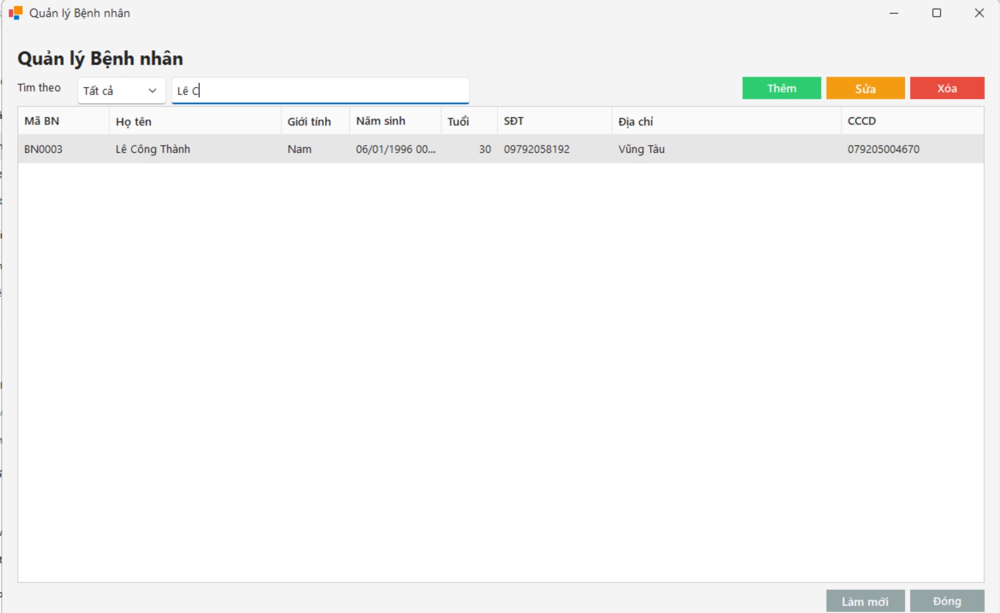 Quản lý Bệnh nhân
Quản lý Bệnh nhân
Tìm theo Tất cả Lê C Thêm Sửa Xóa
Mã BN Họ tên Giới tính Năm sinh Tuổi SĐT Địa chỉ CCCD
BN0003 Lê Công Thành Nam 06/01/1996 00... 30 09792058192 Vũng Tàu 079205004670
Làm mới Đóng